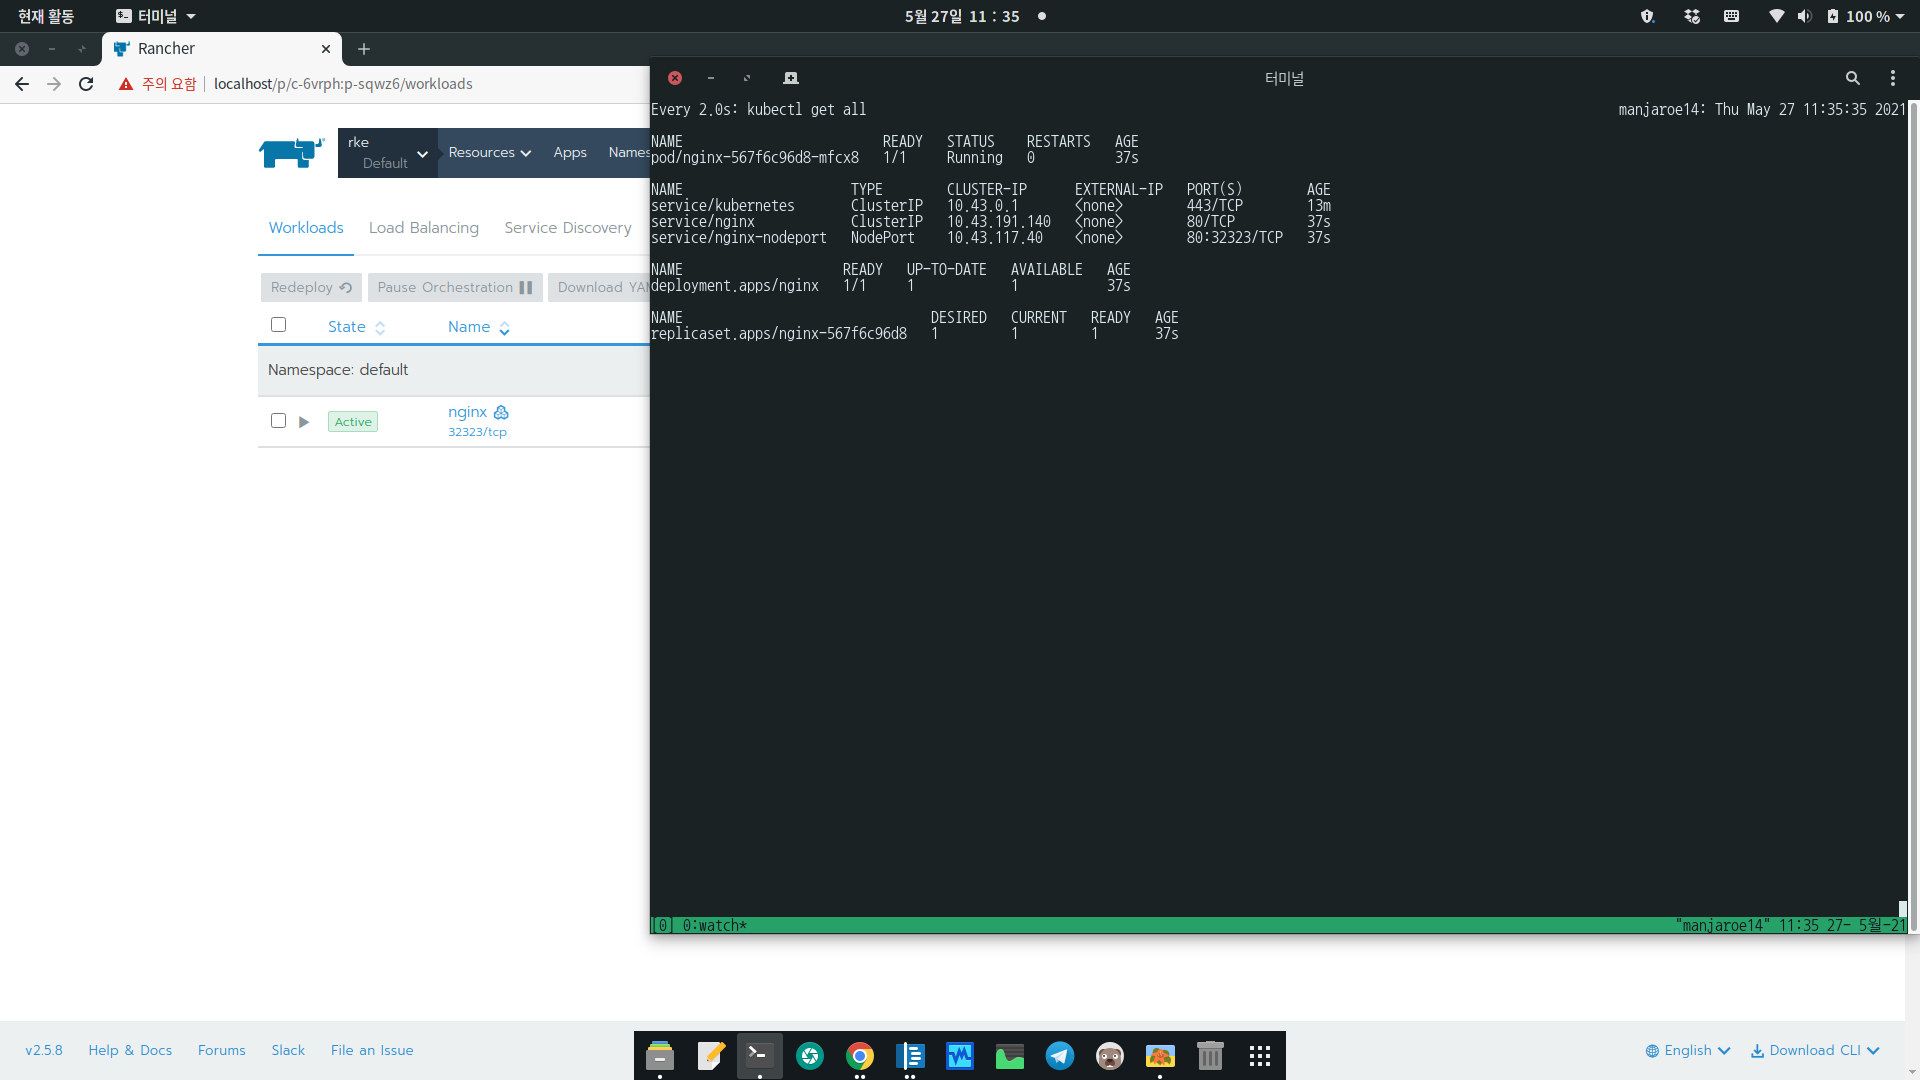 현재 활동 터미널 5월 27일 11 : 35 100 %
Rancher
주의 요함 localhost/p/c-6vrph:p-sqwz6/workloads
rke
Default
Resources Apps Names
Workloads Load Balancing Service Discovery
Redeploy Pause Orchestration Download YAM
State Name
Namespace: default
Active nginx
32323/tcp
터미널
Every 2.0s: kubectl get all manjaroe14: Thu May 27 11:35:35 2021
NAME READY STATUS RESTARTS AGE
pod/nginx-567f6c96d8-mfcx8 1/1 Running 0 37s
NAME TYPE CLUSTER-IP EXTERNAL-IP PORT(S) AGE
service/kubernetes ClusterIP 10.43.0.1 <none> 443/TCP 13m
service/nginx ClusterIP 10.43.191.140 <none> 80/TCP 37s
service/nginx-nodeport NodePort 10.43.117.40 <none> 80:32323/TCP 37s
NAME READY UP-TO-DATE AVAILABLE AGE
deployment.apps/nginx 1/1 1 1 37s
NAME DESIRED CURRENT READY AGE
replicaset.apps/nginx-567f6c96d8 1 1 1 37s
[0] 0:watch* "manjaroe14" 11:35 27- 5월-21
v2.5.8 Help & Docs Forums Slack File an Issue English Download CLI